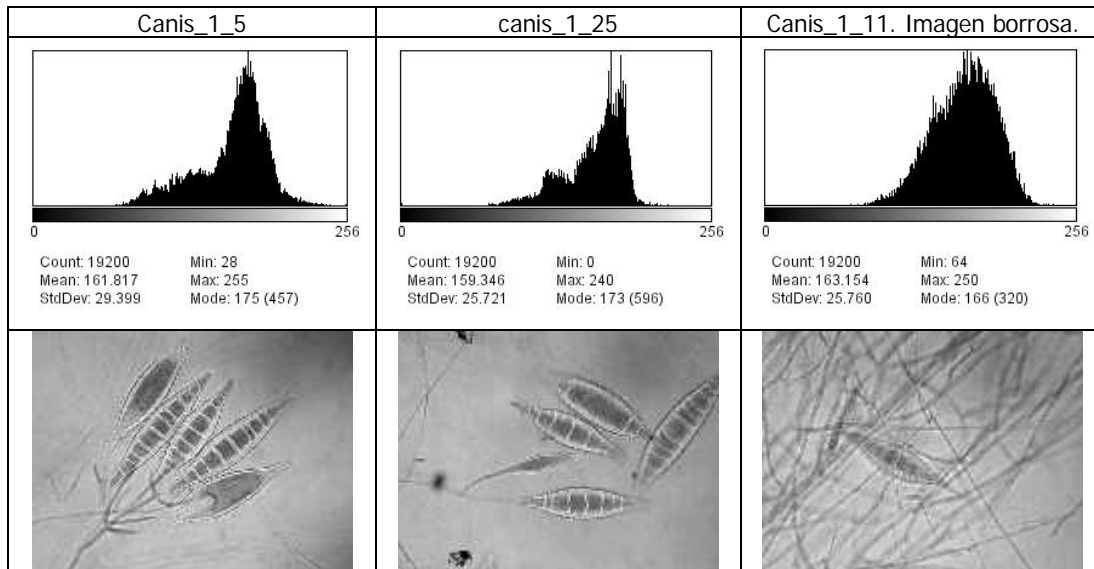 Canis_1_5
canis_1_25
Canis_1_11. Imagen borrosa.
0 256
0 256
0 256
Count: 19200 Min: 28
Mean: 161.817 Max: 255
StdDev: 29.399 Mode: 175 (457)
Count: 19200 Min: 0
Mean: 159.346 Max: 240
StdDev: 25.721 Mode: 173 (596)
Count: 19200 Min: 64
Mean: 163.154 Max: 250
StdDev: 25.760 Mode: 166 (320)